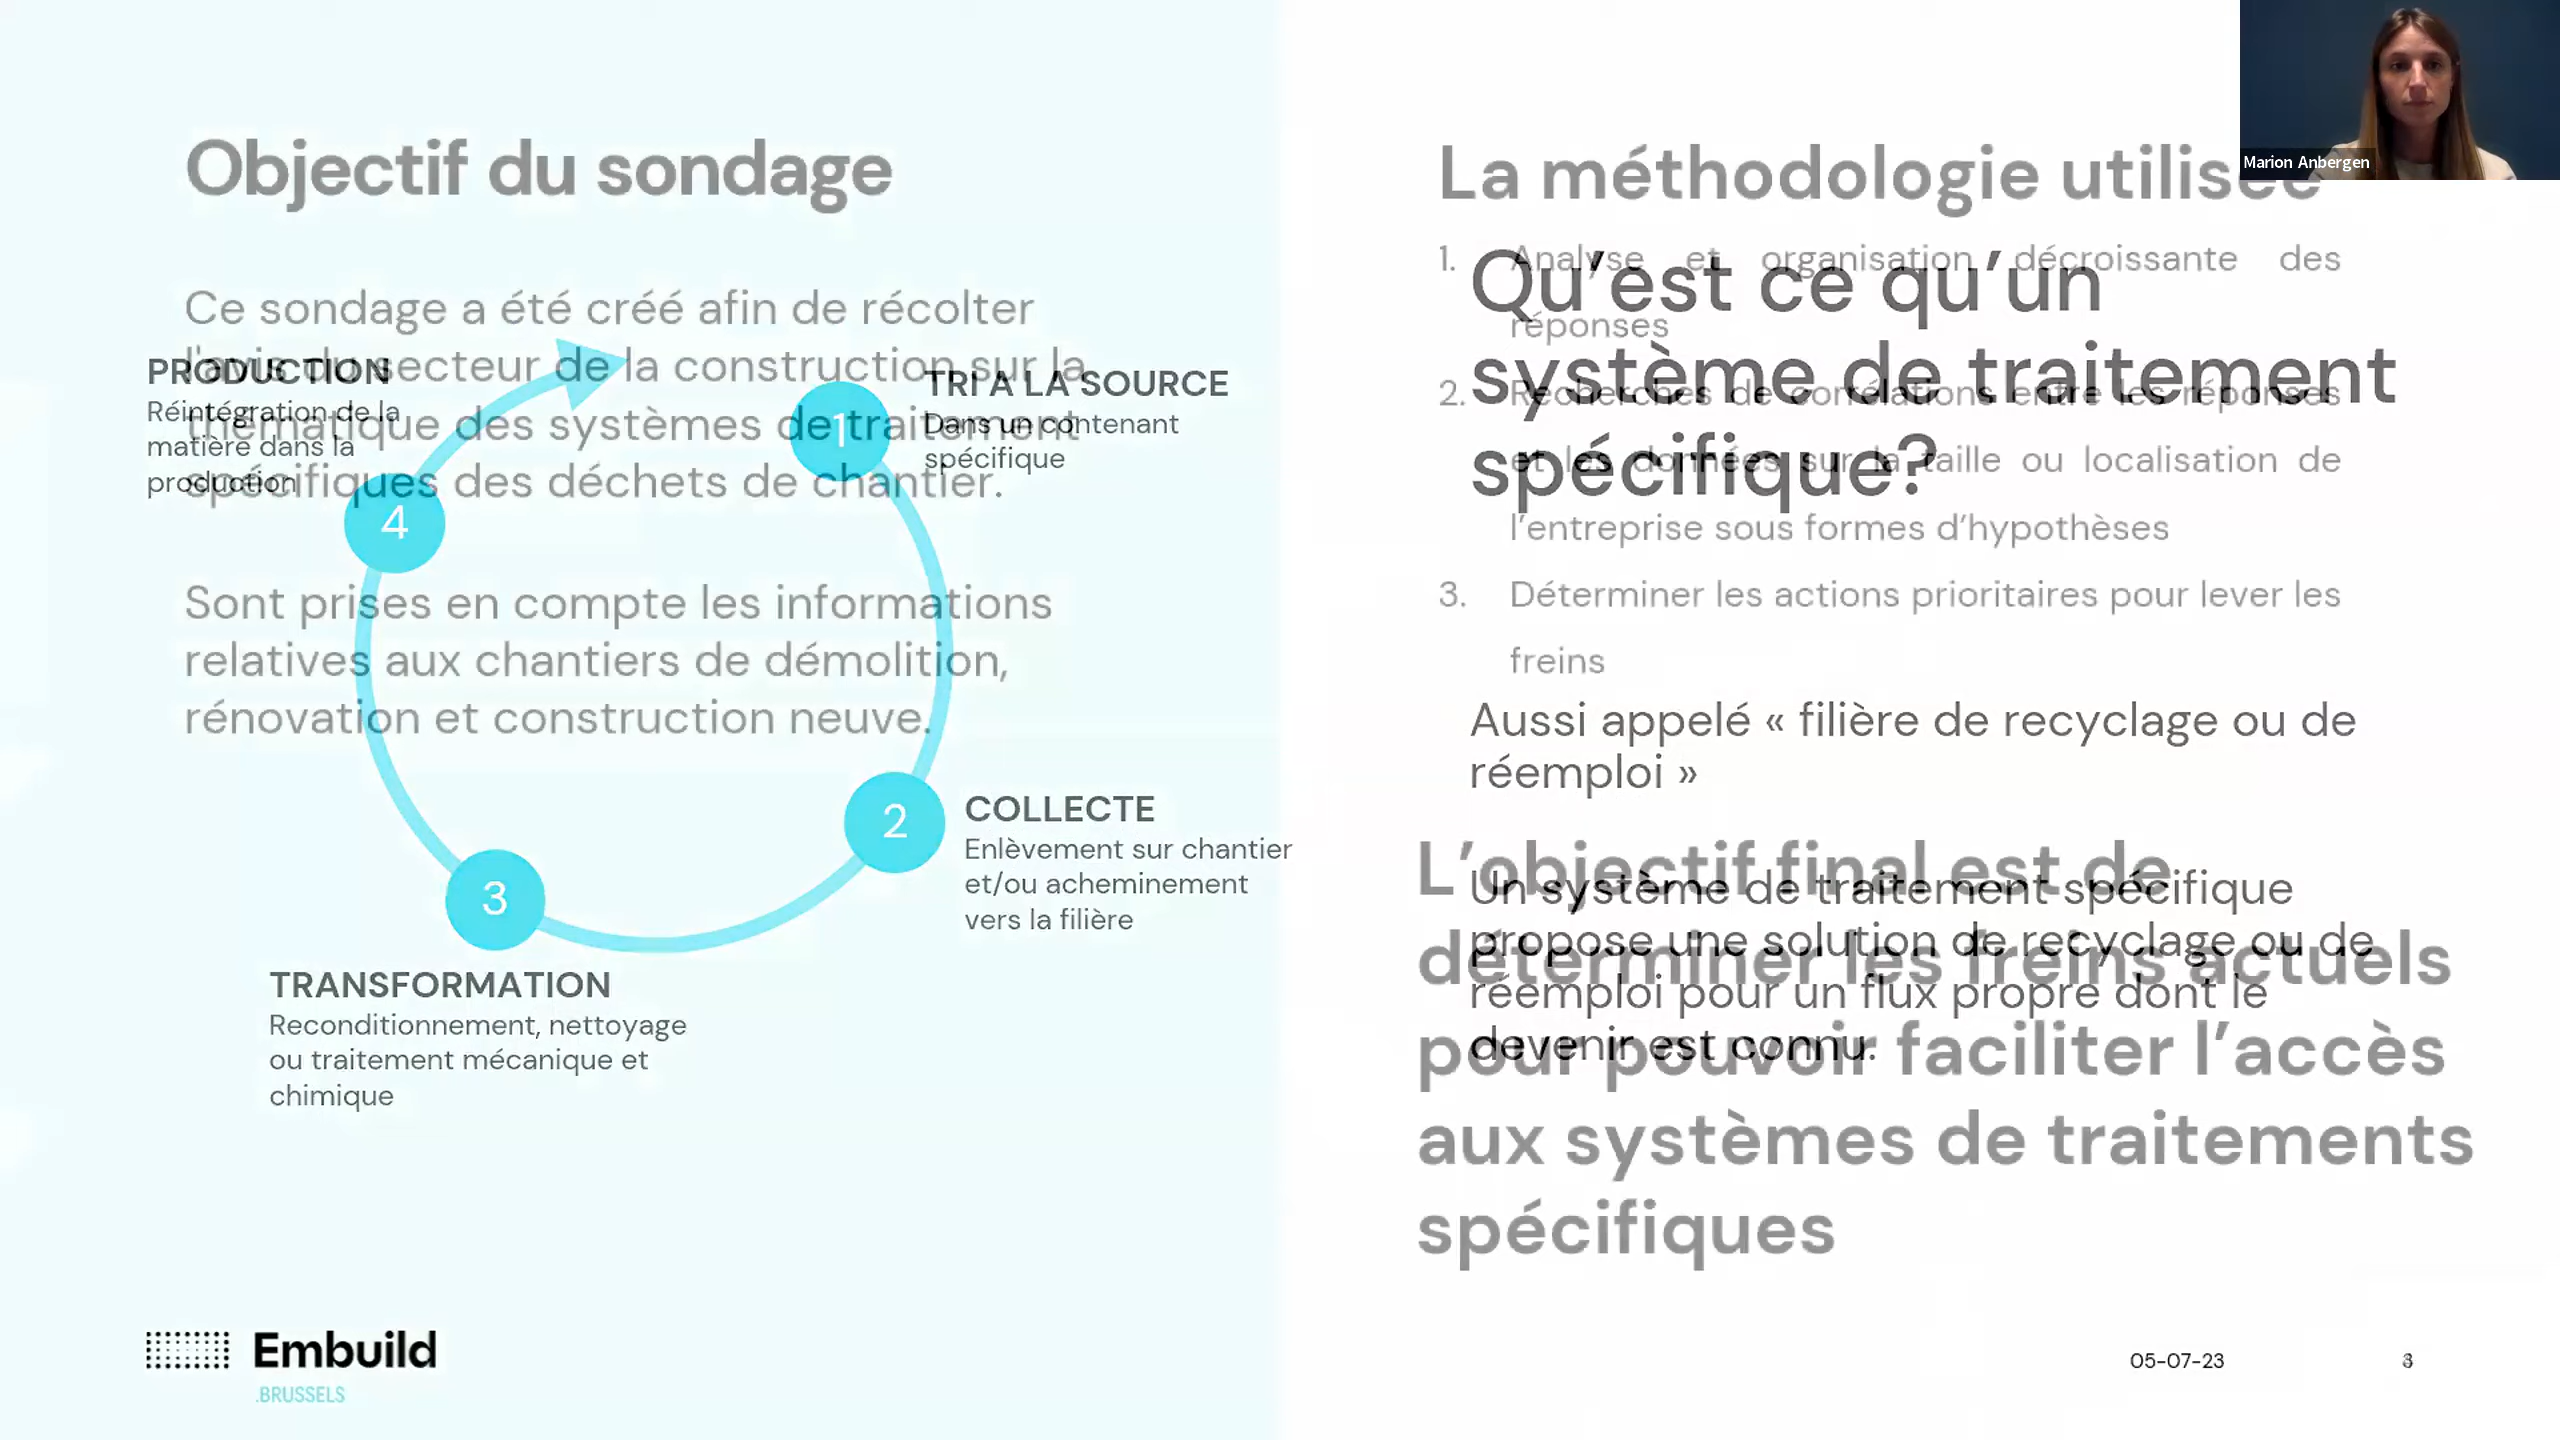 Marion Anbergen
Objectif du sondage
Ce sondage a été créé afin de récolter
l'avis du secteur de la construction sur la
thématique des systèmes de traitement
spécifiques des déchets de chantier.
Sont prises en compte les informations
relatives aux chantiers de démolition,
rénovation et construction neuve.
PRODUCTION
Réintégration de la
matière dans la
production
4
1
TRI A LA SOURCE
Dans un contenant
spécifique
2
COLLECTE
Enlèvement sur chantier
et/ou acheminement
vers la filière
3
TRANSFORMATION
Reconditionnement, nettoyage
ou traitement mécanique et
chimique
La méthodologie utilisée
1. Analyse et organisation décroissante des
réponses
2. Recherches de corrélations entre les réponses
et les données sur la taille ou localisation de
l’entreprise sous formes d’hypothèses
3. Déterminer les actions prioritaires pour lever les
freins
Qu’est ce qu’un
système de traitement
spécifique?
Aussi appelé « filière de recyclage ou de
réemploi »
Un système de traitement spécifique
propose une solution de recyclage ou de
réemploi pour un flux propre dont le
devenir est connu.
L’objectif final est de
déterminer les freins actuels
pour pouvoir faciliter l’accès
aux systèmes de traitements
spécifiques
Embuild
.BRUSSELS
05-07-23